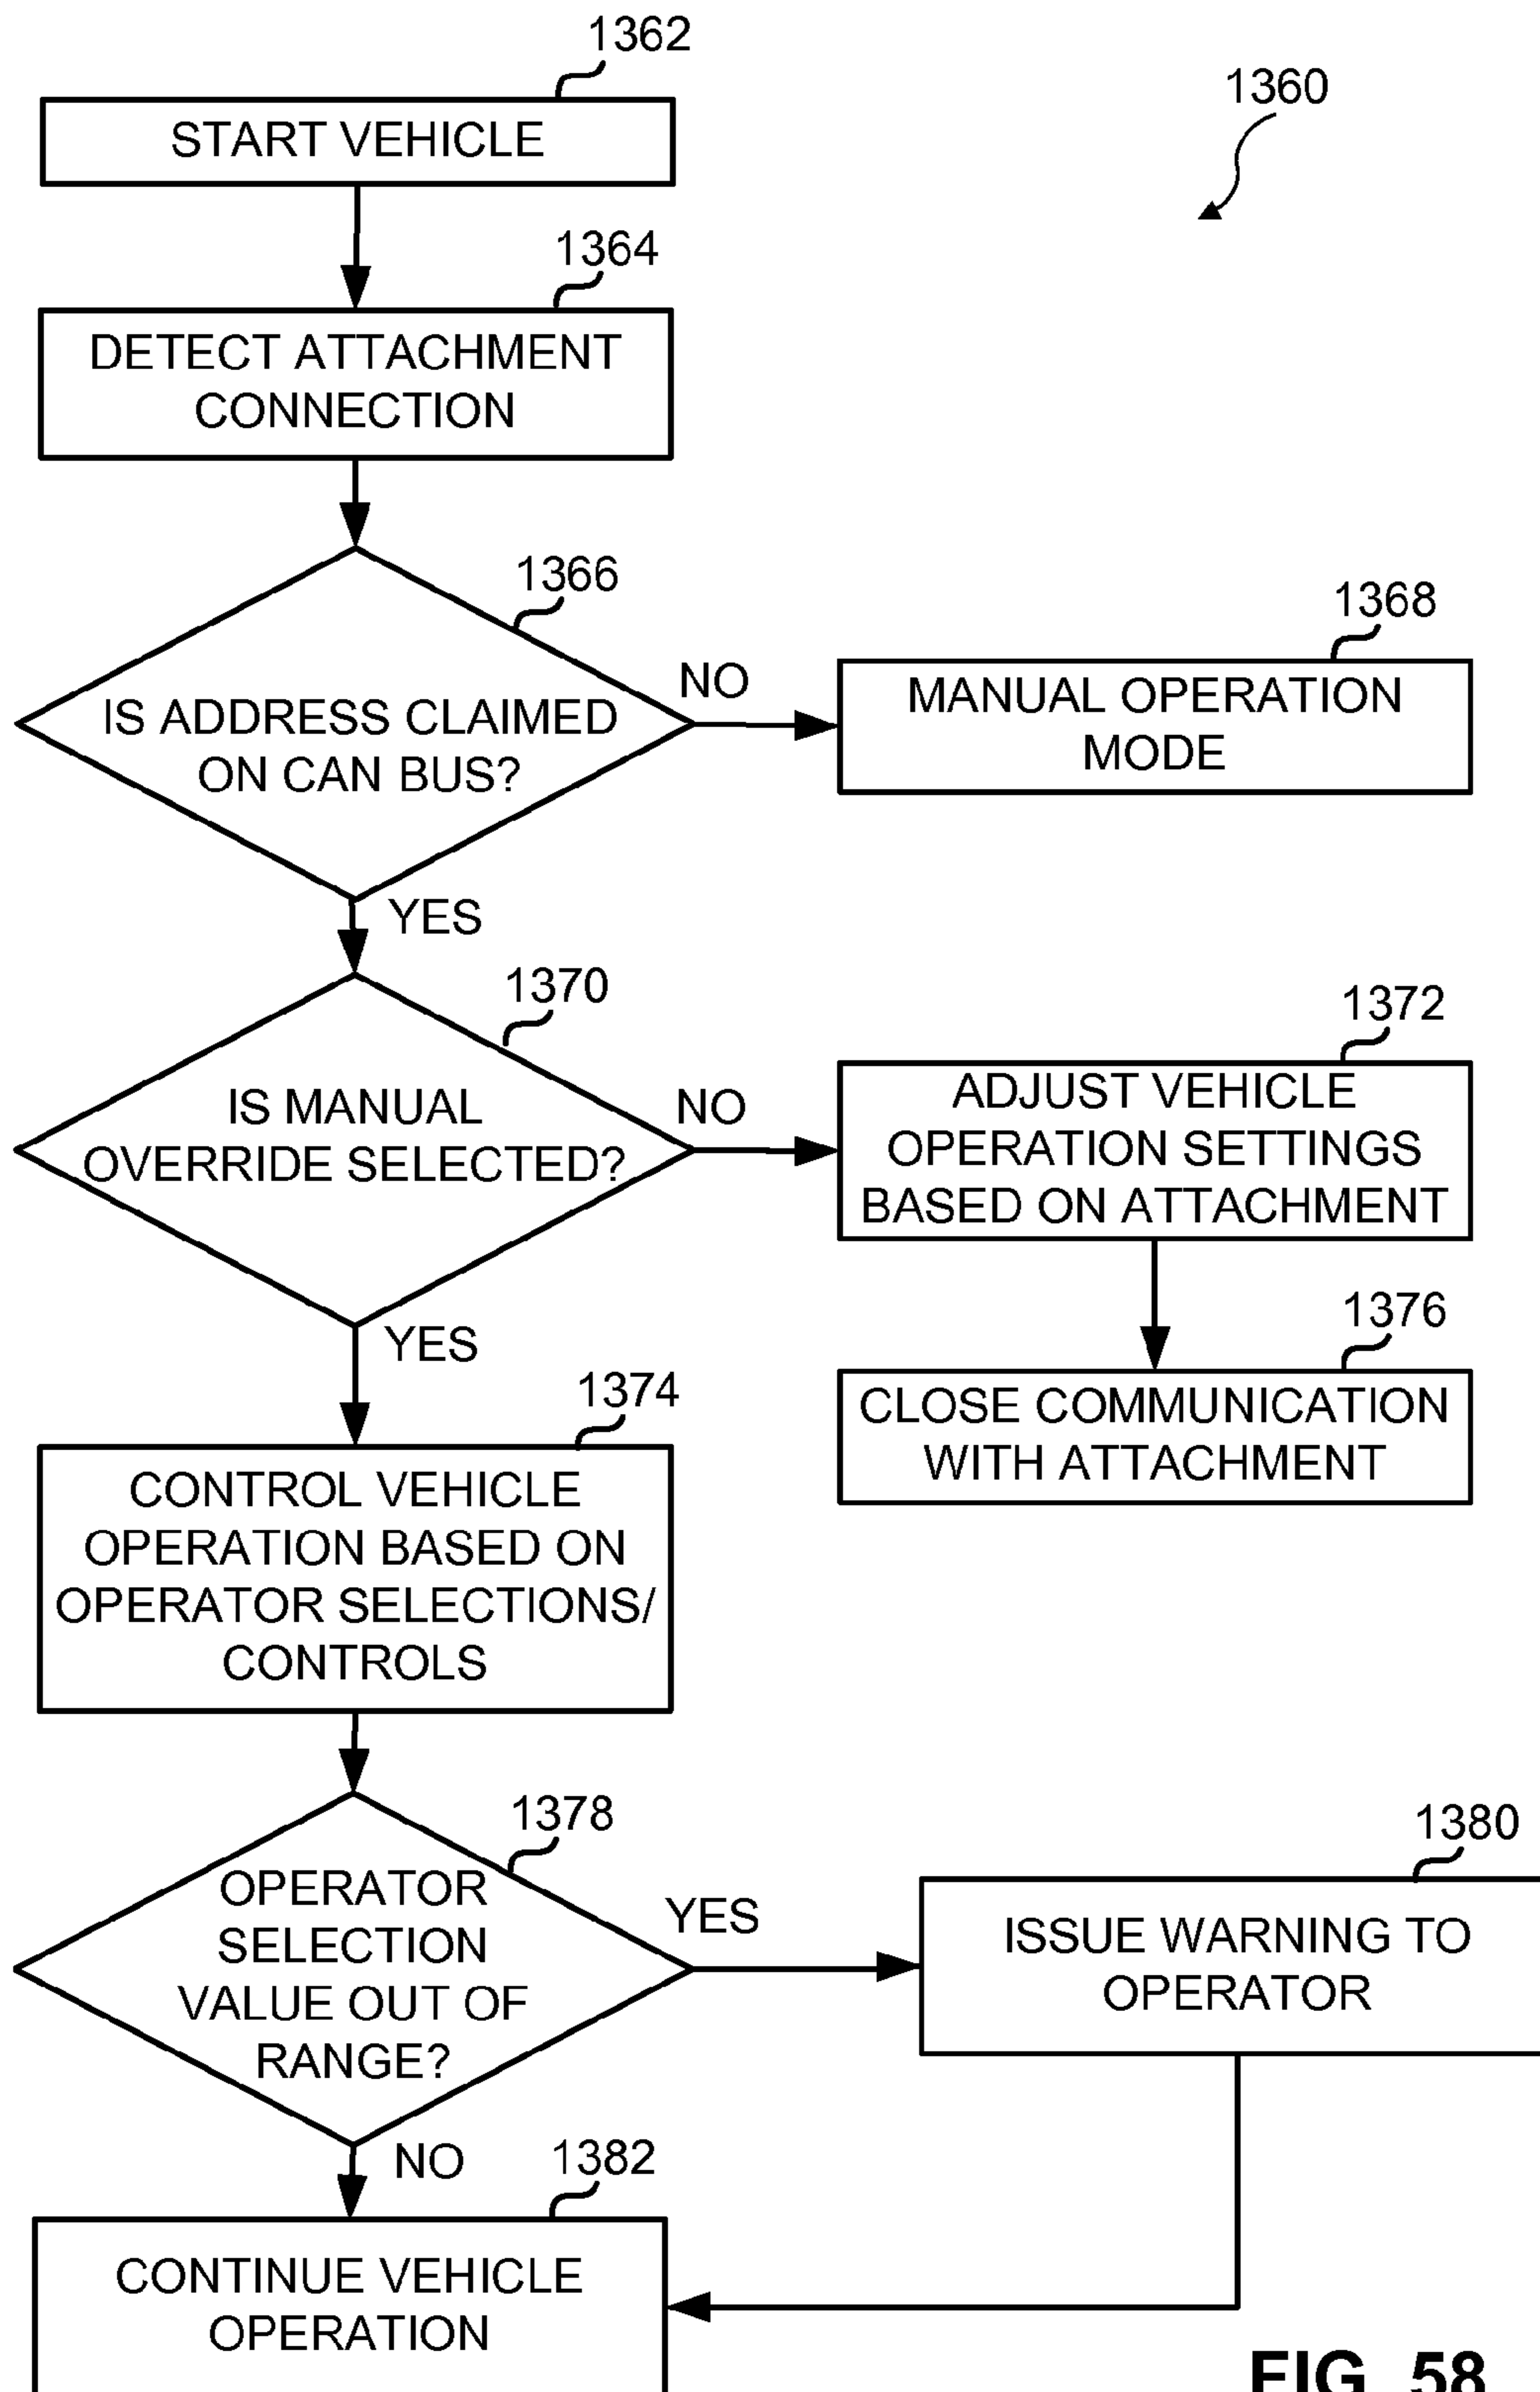 1362
1360
START VEHICLE
1364
DETECT ATTACHMENT
CONNECTION
1366
IS ADDRESS CLAIMED
ON CAN BUS?
NO
1368
MANUAL OPERATION
MODE
YES
1370
IS MANUAL
OVERRIDE SELECTED?
NO
1372
ADJUST VEHICLE
OPERATION SETTINGS
BASED ON ATTACHMENT
YES
1376
CLOSE COMMUNICATION
WITH ATTACHMENT
1374
CONTROL VEHICLE
OPERATION BASED ON
OPERATOR SELECTIONS/
CONTROLS
1378
OPERATOR
SELECTION
VALUE OUT OF
RANGE?
YES
1380
ISSUE WARNING TO
OPERATOR
NO
1382
CONTINUE VEHICLE
OPERATION
FIG. 58